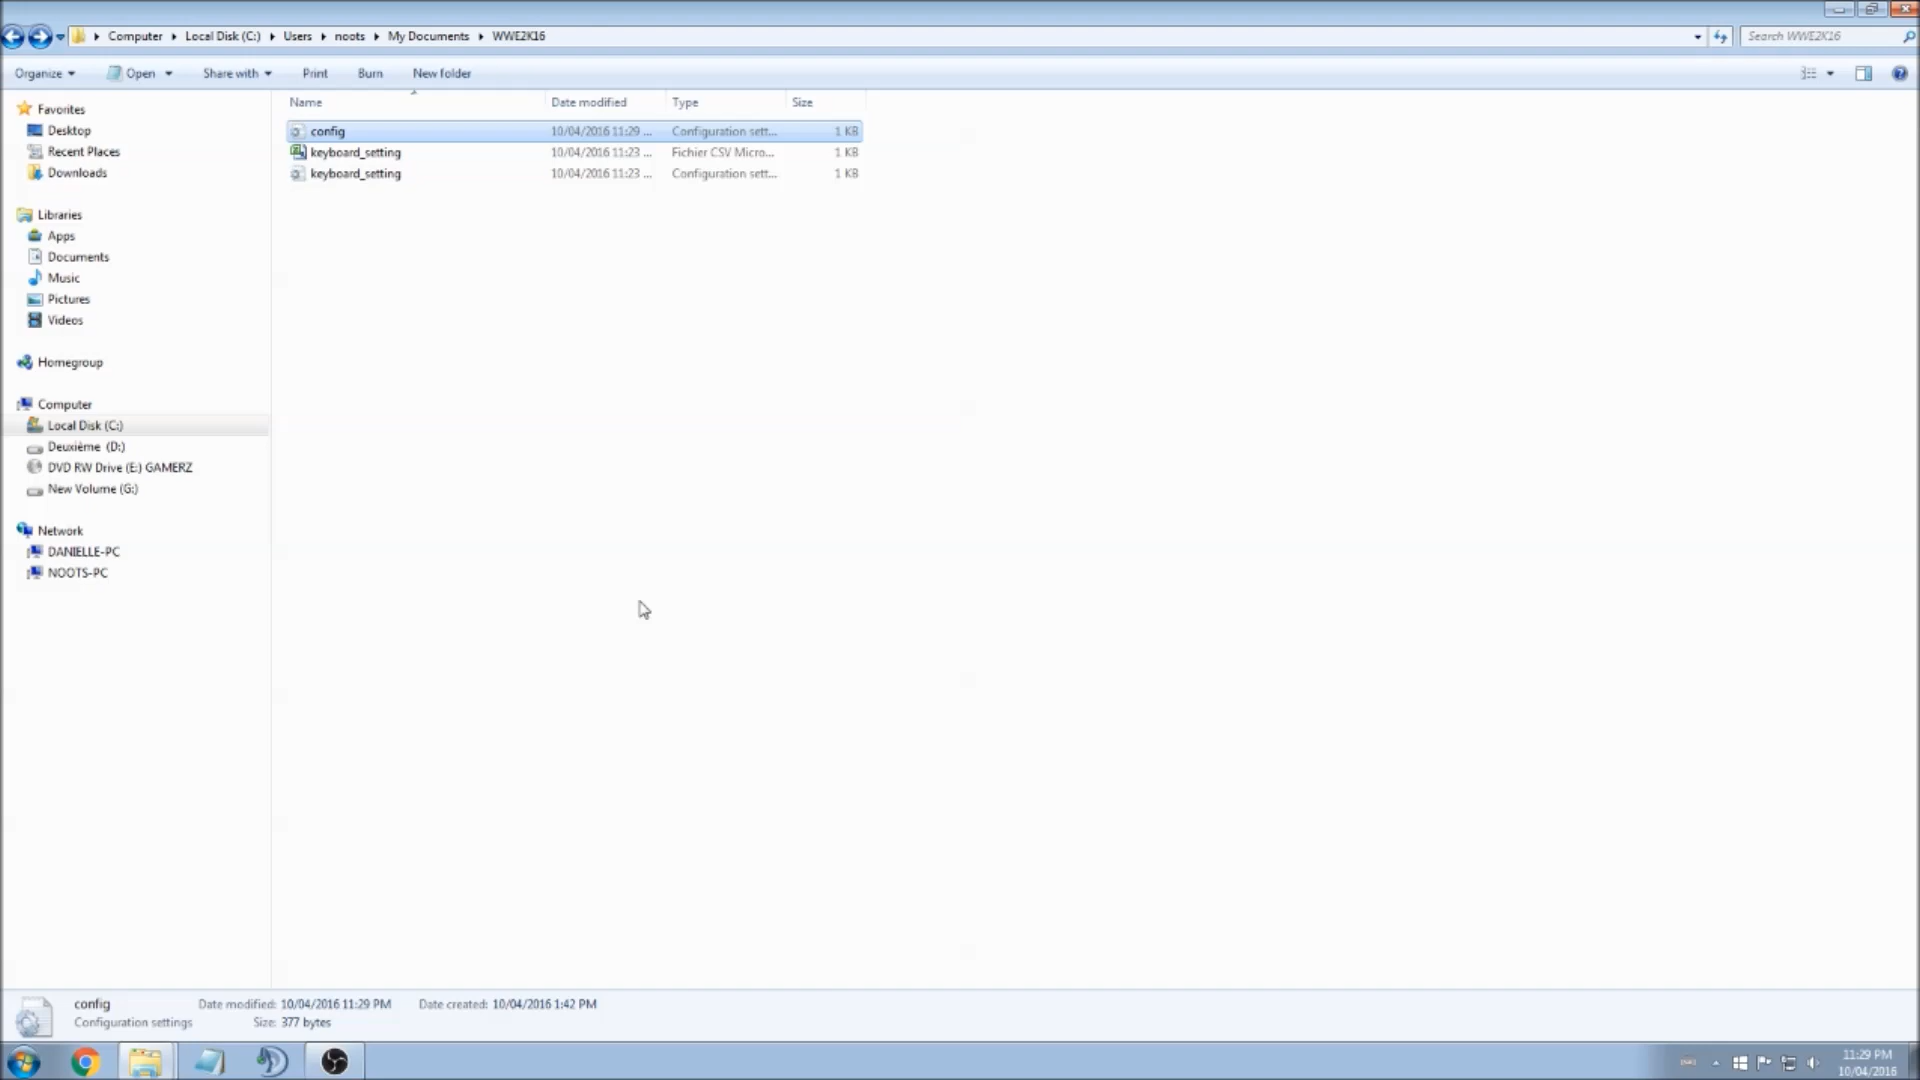 Computer Local Disk (C:) Users noots My Documents WWE2K16 Search WWE2K16
Organize Open Share with Print Burn New folder
Name Date modified Type Size
config 10/04/2016 11:29 ... Configuration sett... 1 KB
keyboard_setting 10/04/2016 11:23 ... Fichier CSV Micro... 1 KB
keyboard_setting 10/04/2016 11:23 ... Configuration sett... 1 KB
Favorites
Desktop
Recent Places
Downloads
Libraries
Apps
Documents
Music
Pictures
Videos
Homegroup
Computer
Local Disk (C:)
Deuxième (D:)
DVD RW Drive (E:) GAMERZ
New Volume (G:)
Network
DANIELLE-PC
NOOTS-PC
config Date modified: 10/04/2016 11:29 PM Date created: 10/04/2016 1:42 PM
Configuration settings Size: 377 bytes
11:29 PM
10/04/2016